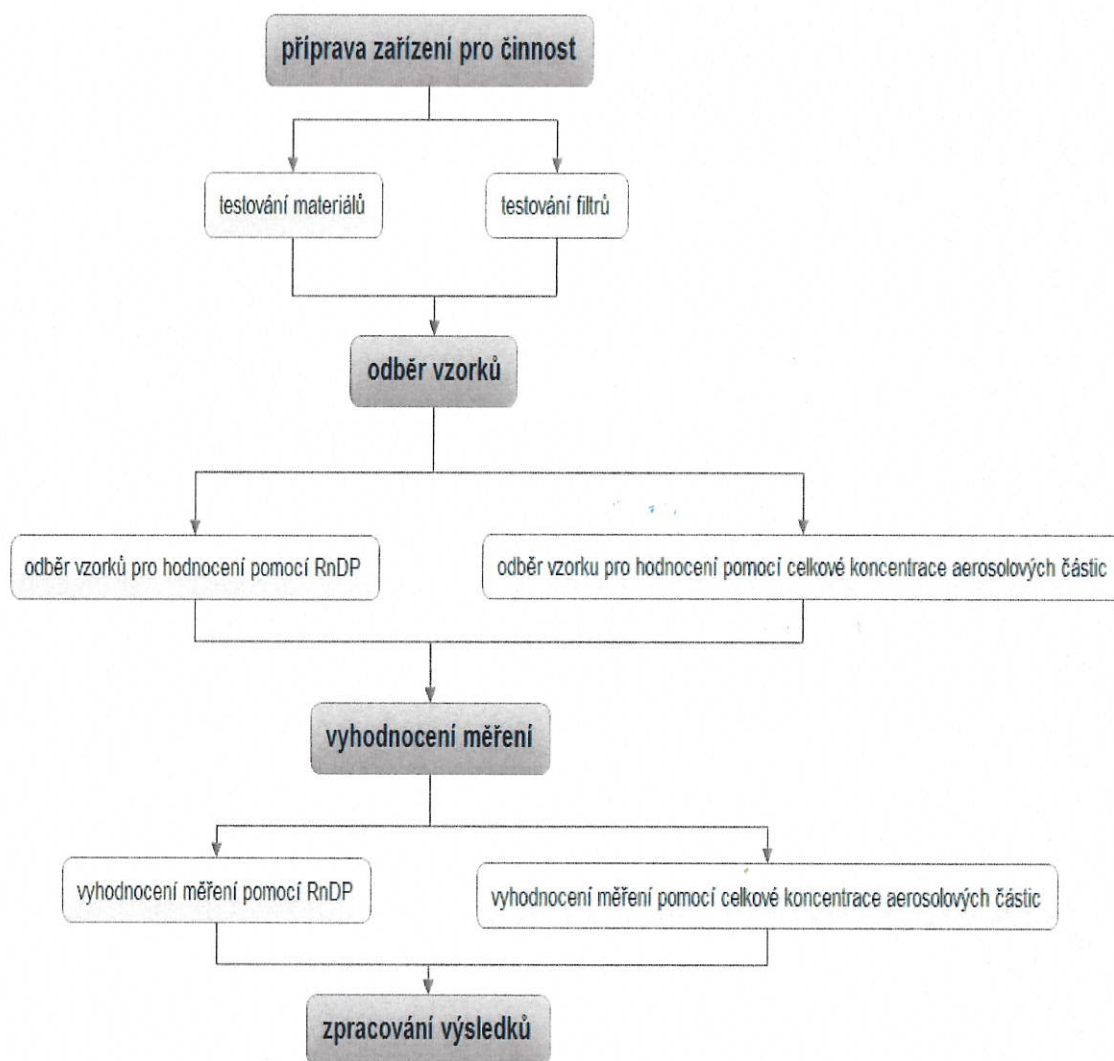 příprava zařízení pro činnost
testování materiálů
testování filtrů
odběr vzorků
odběr vzorků pro hodnocení pomocí RnDP
odběr vzorku pro hodnocení pomocí celkové koncentrace aerosolových částic
vyhodnocení měření
vyhodnocení měření pomocí RnDP
vyhodnocení měření pomocí celkové koncentrace aerosolových částic
zpracování výsledků